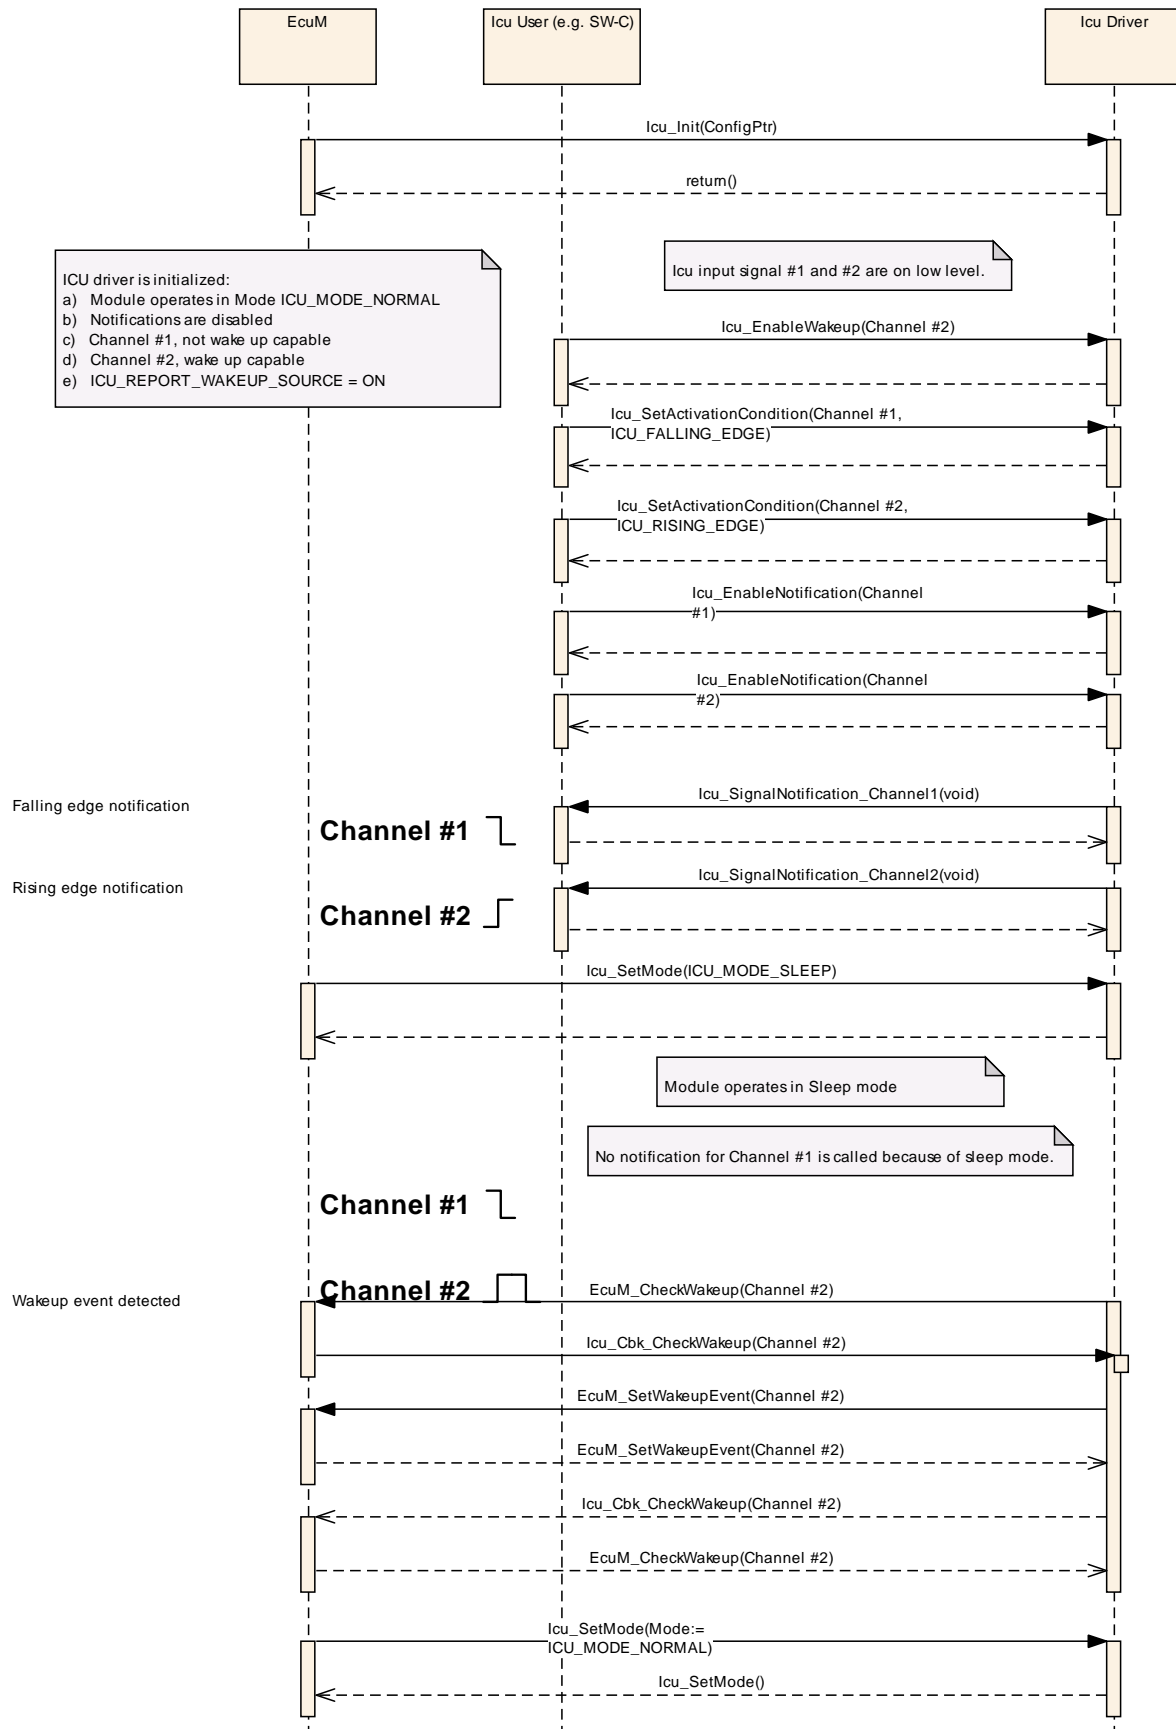 EcuM
Icu User (e.g. SW-C)
Icu Driver
Icu_Init(ConfigPtr)
return()
ICU driver is initialized:
a) Module operates in Mode ICU_MODE_NORMAL
b) Notifications are disabled
c) Channel #1, not wake up capable
d) Channel #2, wake up capable
e) ICU_REPORT_WAKEUP_SOURCE = ON
Icu input signal #1 and #2 are on low level.
Icu_EnableWakeup(Channel #2)
Icu_SetActivationCondition(Channel #1,
ICU_FALLING_EDGE)
Icu_SetActivationCondition(Channel #2,
ICU_RISING_EDGE)
Icu_EnableNotification(Channel
#1)
Icu_EnableNotification(Channel
#2)
Falling edge notification
Icu_SignalNotification_Channel1(void)
Channel #1
Rising edge notification
Icu_SignalNotification_Channel2(void)
Channel #2
Icu_SetMode(ICU_MODE_SLEEP)
Module operates in Sleep mode
No notification for Channel #1 is called because of sleep mode.
Channel #1
Channel #2
Wakeup event detected
EcuM_CheckWakeup(Channel #2)
Icu_Cbk_CheckWakeup(Channel #2)
EcuM_SetWakeupEvent(Channel #2)
EcuM_SetWakeupEvent(Channel #2)
Icu_Cbk_CheckWakeup(Channel #2)
EcuM_CheckWakeup(Channel #2)
Icu_SetMode(Mode:=
ICU_MODE_NORMAL)
Icu_SetMode()